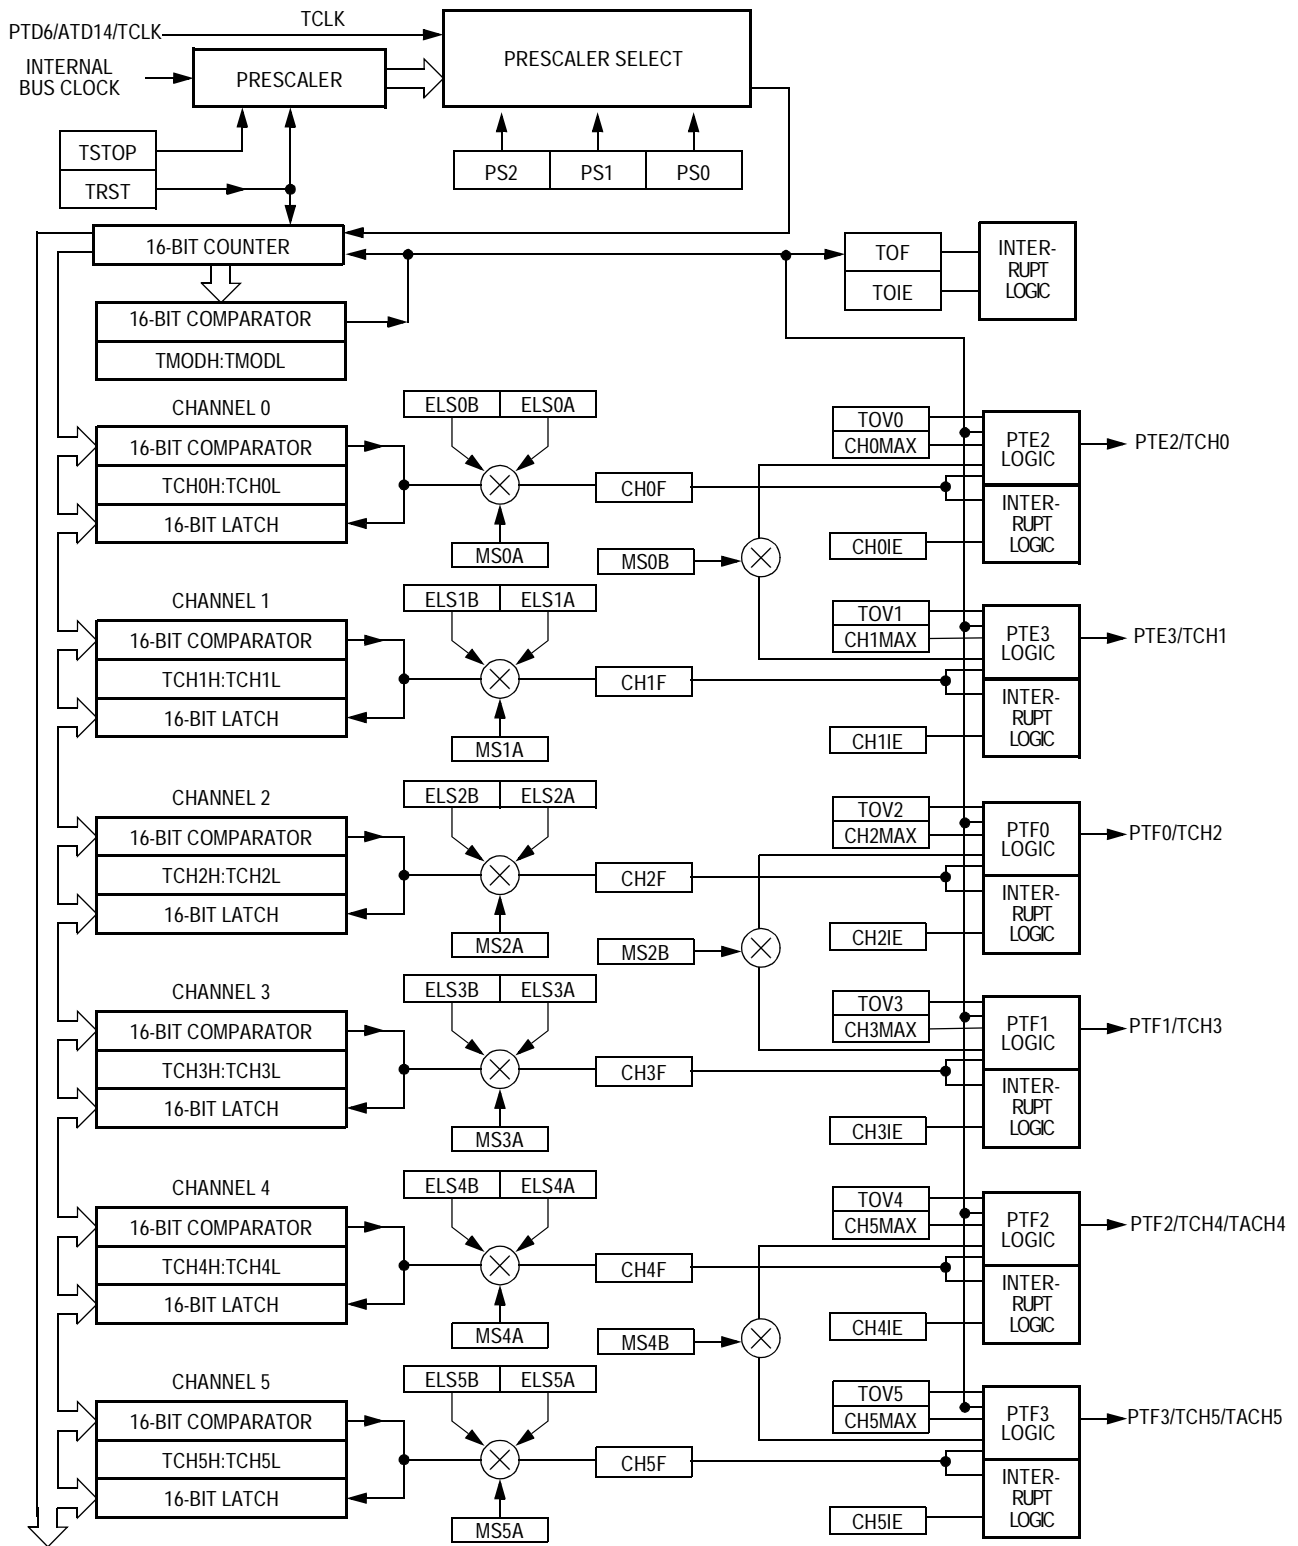 TCLK
PTD6/ATD14/TCLK
PRESCALER SELECT
INTERNAL
BUS CLOCK
PRESCALER
TSTOP
TRST
PS2 PS1 PS0
16-BIT COUNTER
TOF
TOIE
INTER-
RUPT
LOGIC
16-BIT COMPARATOR
TMODH:TMODL
CHANNEL 0
ELS0B ELS0A
16-BIT COMPARATOR
TCH0H:TCH0L
16-BIT LATCH
MS0A
CH0F
MS0B
TOV0
CH0MAX
CH0IE
PTE2
LOGIC
INTER-
RUPT
LOGIC
PTE2/TCH0
CHANNEL 1
ELS1B ELS1A
16-BIT COMPARATOR
TCH1H:TCH1L
16-BIT LATCH
MS1A
CH1F
TOV1
CH1MAX
CH1IE
PTE3
LOGIC
INTER-
RUPT
LOGIC
PTE3/TCH1
CHANNEL 2
ELS2B ELS2A
16-BIT COMPARATOR
TCH2H:TCH2L
16-BIT LATCH
MS2A
CH2F
MS2B
TOV2
CH2MAX
CH2IE
PTF0
LOGIC
INTER-
RUPT
LOGIC
PTF0/TCH2
CHANNEL 3
ELS3B ELS3A
16-BIT COMPARATOR
TCH3H:TCH3L
16-BIT LATCH
MS3A
CH3F
TOV3
CH3MAX
CH3IE
PTF1
LOGIC
INTER-
RUPT
LOGIC
PTF1/TCH3
CHANNEL 4
ELS4B ELS4A
16-BIT COMPARATOR
TCH4H:TCH4L
16-BIT LATCH
MS4A
CH4F
MS4B
TOV4
CH5MAX
CH4IE
PTF2
LOGIC
INTER-
RUPT
LOGIC
PTF2/TCH4/TACH4
CHANNEL 5
ELS5B ELS5A
16-BIT COMPARATOR
TCH5H:TCH5L
16-BIT LATCH
MS5A
CH5F
TOV5
CH5MAX
CH5IE
PTF3
LOGIC
INTER-
RUPT
LOGIC
PTF3/TCH5/TACH5